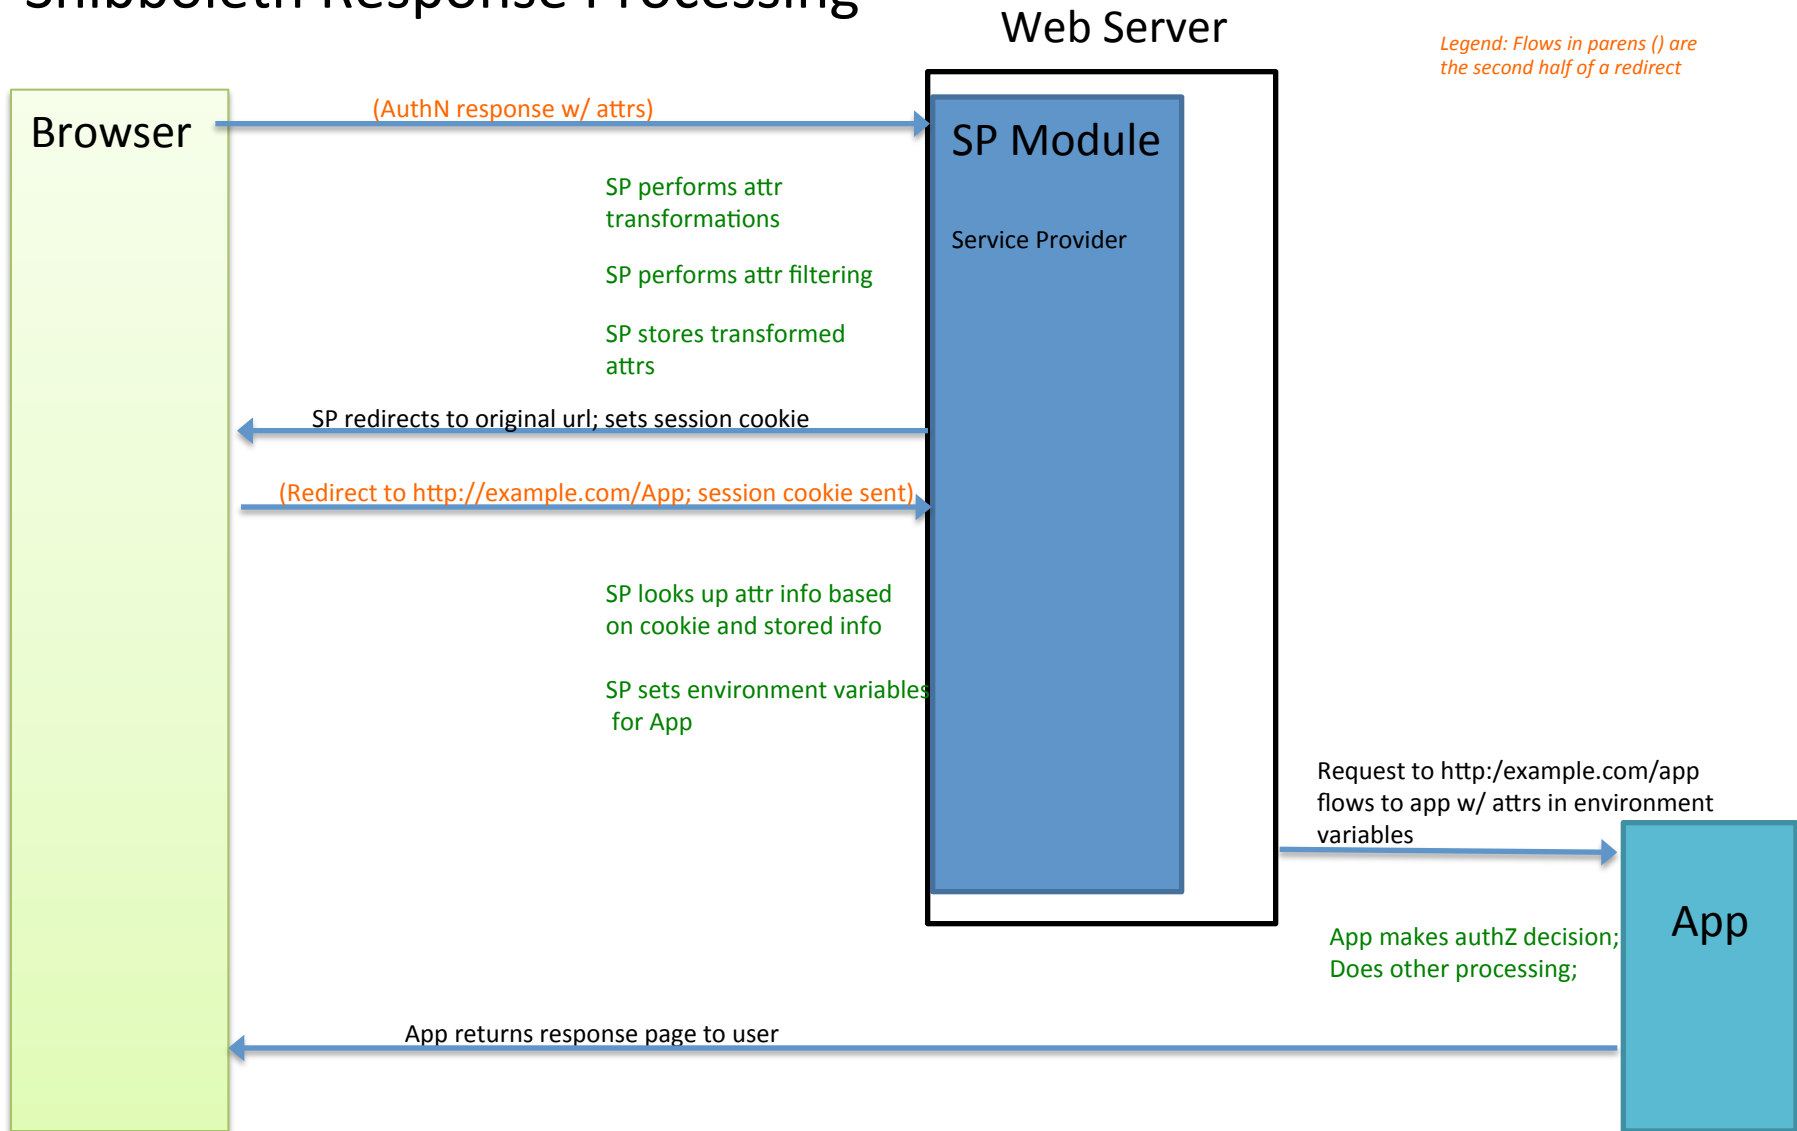 Shibboleth Response Processing
Web Server
Legend: Flows in parens () are
the second half of a redirect
Browser
(AuthN response w/ attrs)
SP Module
SP performs attr
transformations
Service Provider
SP performs attr filtering
SP stores transformed
attrs
SP redirects to original url; sets session cookie
(Redirect to http://example.com/App; session cookie sent)
SP looks up attr info based
on cookie and stored info
SP sets environment variables
for App
Request to http:/example.com/app
flows to app w/ attrs in environment
variables
App
App makes authZ decision;
Does other processing;
App returns response page to user